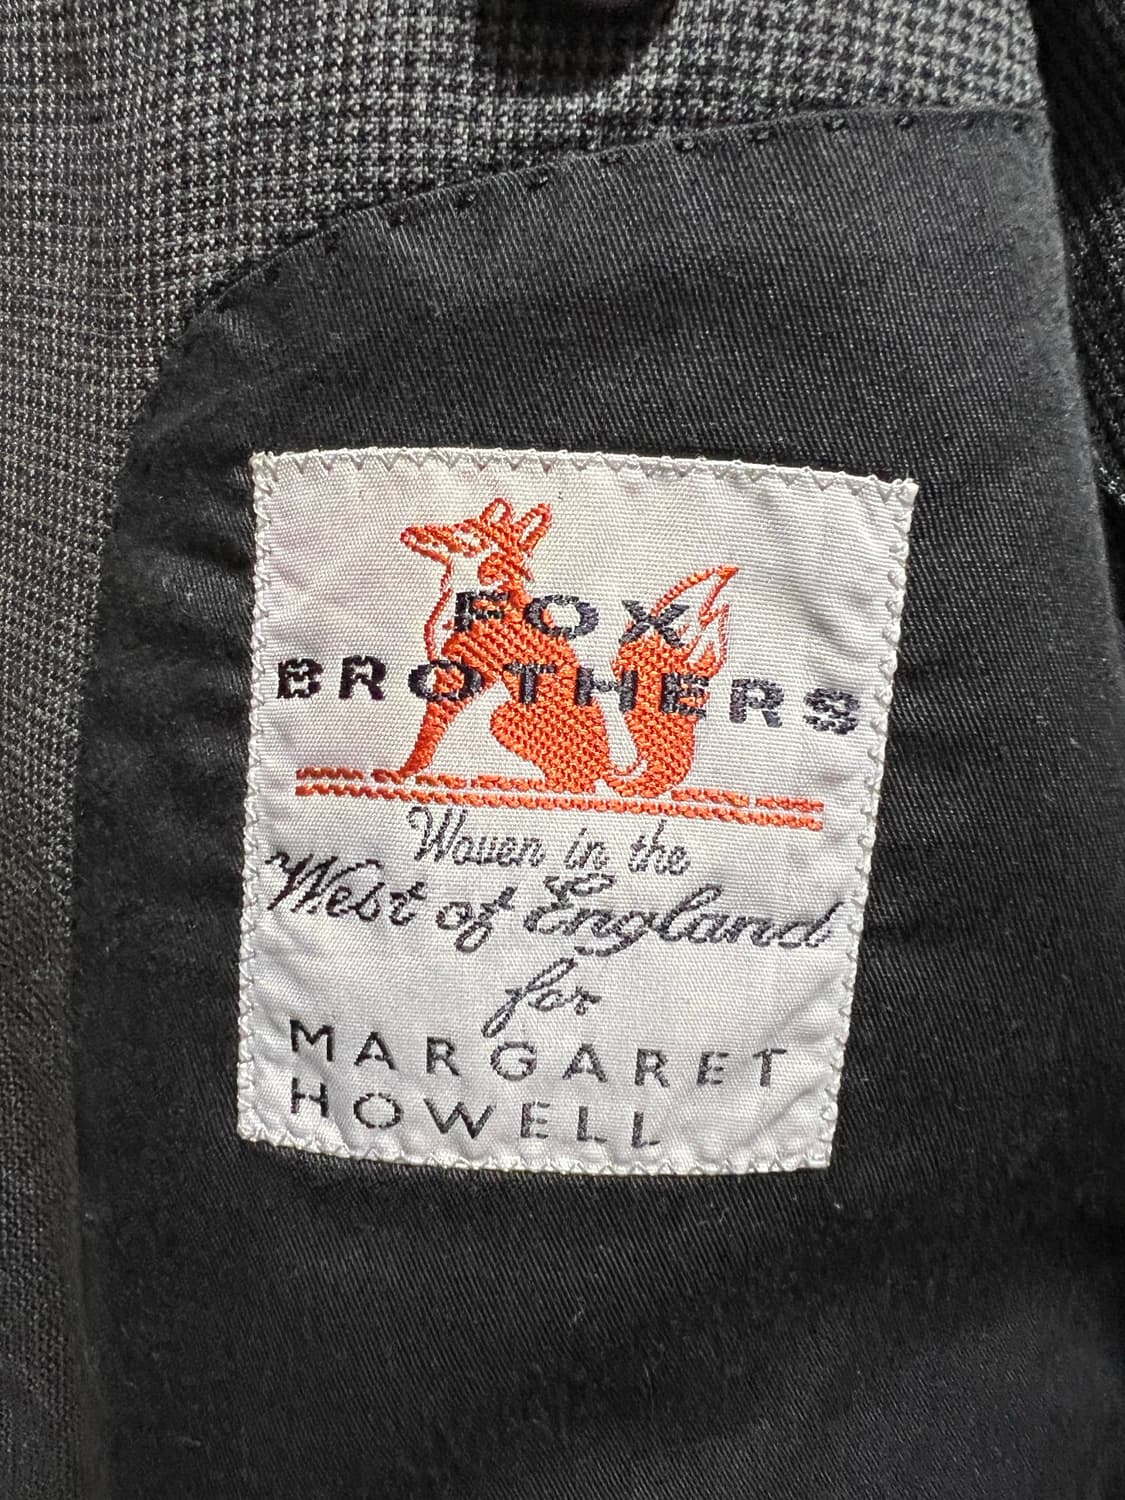 FOX
BROTHERS
Woven in the
West of England
for
MARGARET
HOWELL